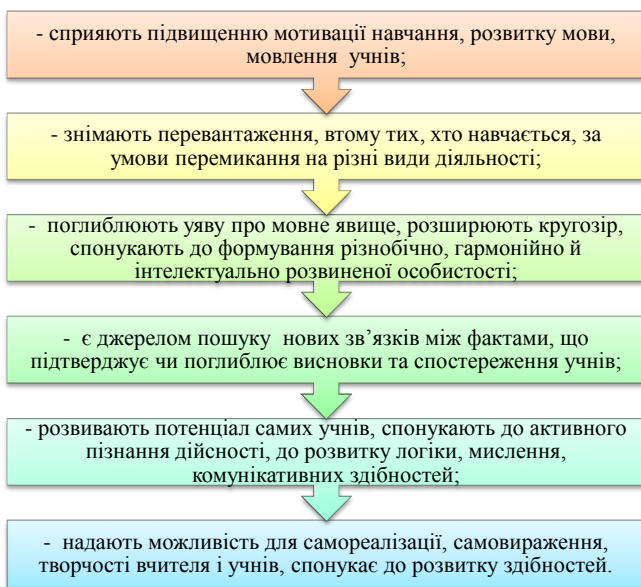 - сприяють підвищенню мотивації навчання, розвитку мови,
мовлення учнів;
- знімають перевантаження, втому тих, хто навчається, за
умови перемикання на різні види діяльності;
- поглиблюють уяву про мовне явище, розширюють кругозір,
спонукають до формування різнобічно, гармонійно й
інтелектуально розвиненої особистості;
- є джерелом пошуку нових зв’язків між фактами, що
підтверджує чи поглиблює висновки та спостереження учнів;
- розвивають потенціал самих учнів, спонукають до активного
пізнання дійсності, до розвитку логіки, мислення,
комунікативних здібностей;
- надають можливість для самореалізації, самовираження,
творчості вчителя і учнів, спонукає до розвитку здібностей.